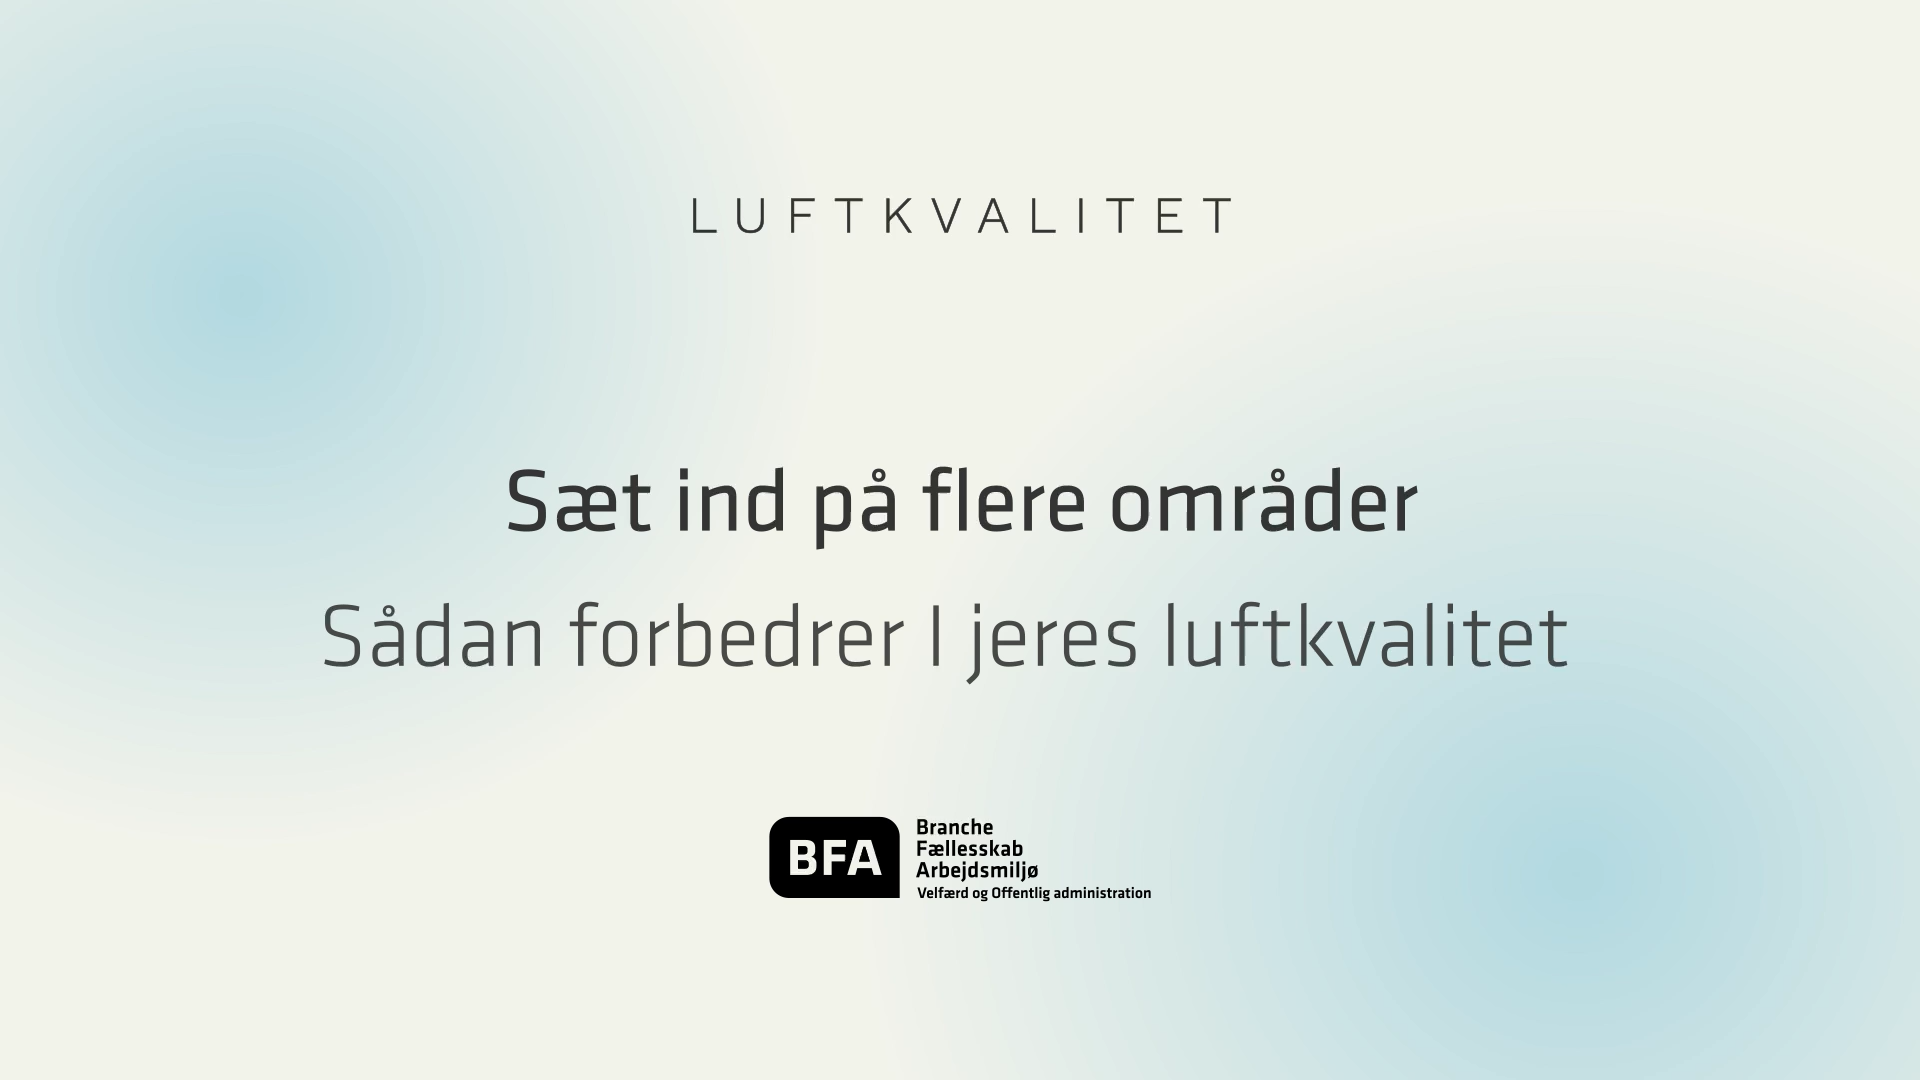 LUFTKVALITET
Sæt ind på flere områder
Sådan forbedrer I jeres luftkvalitet
BFA
Branche
Fællesskab
Arbejdsmiljø
Velfærd og Offentlig administration